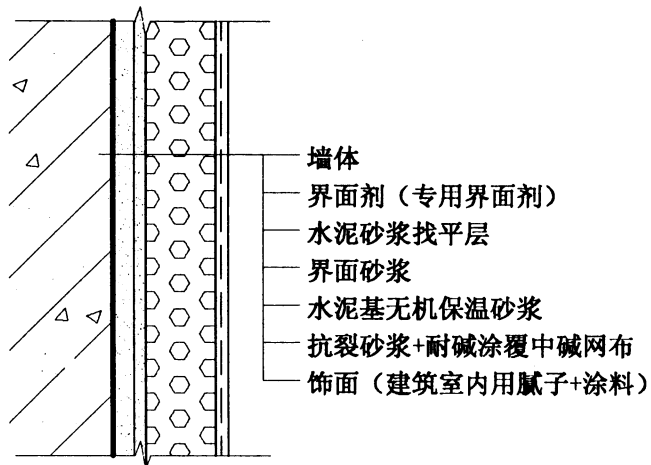 墙体
界面剂（专用界面剂）
水泥砂浆找平层
界面砂浆
水泥基无机保温砂浆
抗裂砂浆+耐碱涂覆中碱网布
饰面（建筑室内用腻子+涂料）